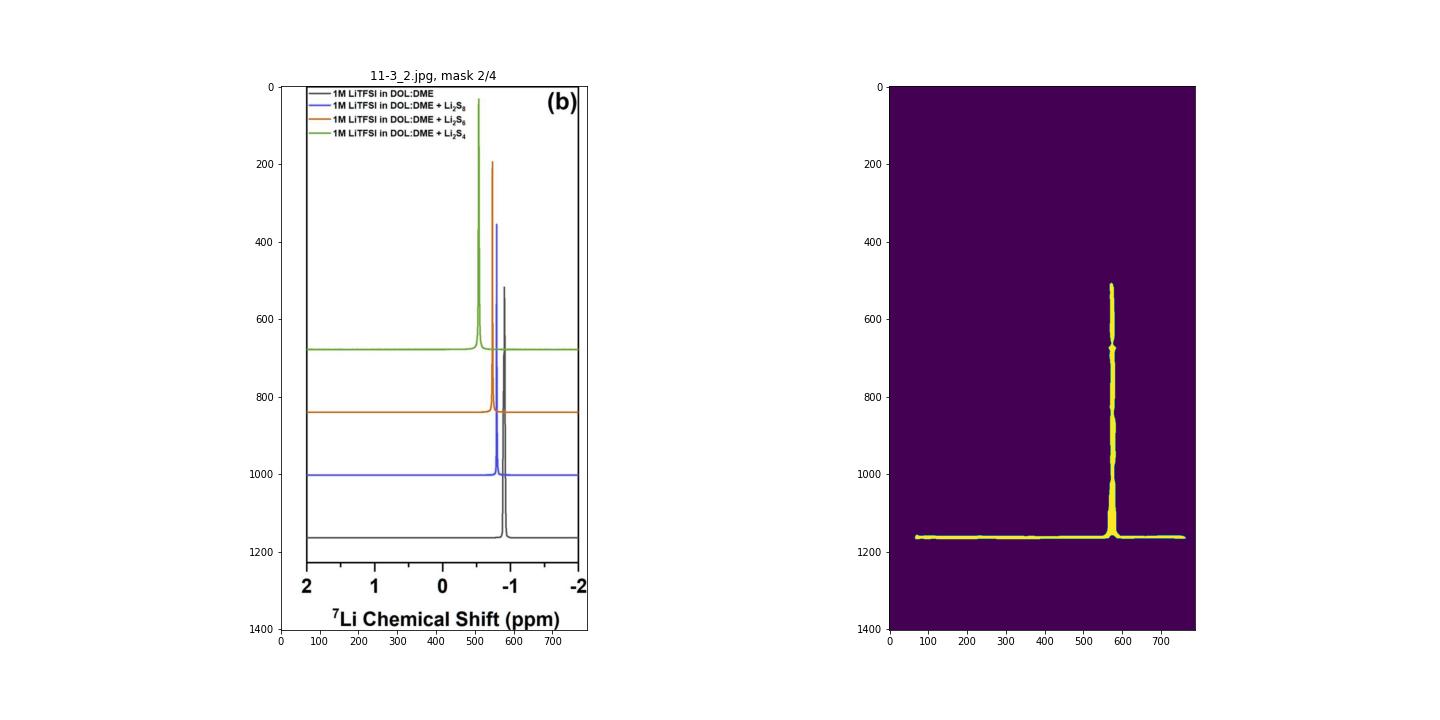 11-3_2.jpg, mask 2/4
1M LiTFSI in DOL:DME
1M LiTFSI in DOL:DME + Li₂S₈
1M LiTFSI in DOL:DME + Li₂S₆
1M LiTFSI in DOL:DME + Li₂S₄
(b)
0
200
400
600
800
1000
1200
1400
2 1 0 -1 -2
⁷Li Chemical Shift (ppm)
0 100 200 300 400 500 600 700
0
200
400
600
800
1000
1200
1400
0 100 200 300 400 500 600 700